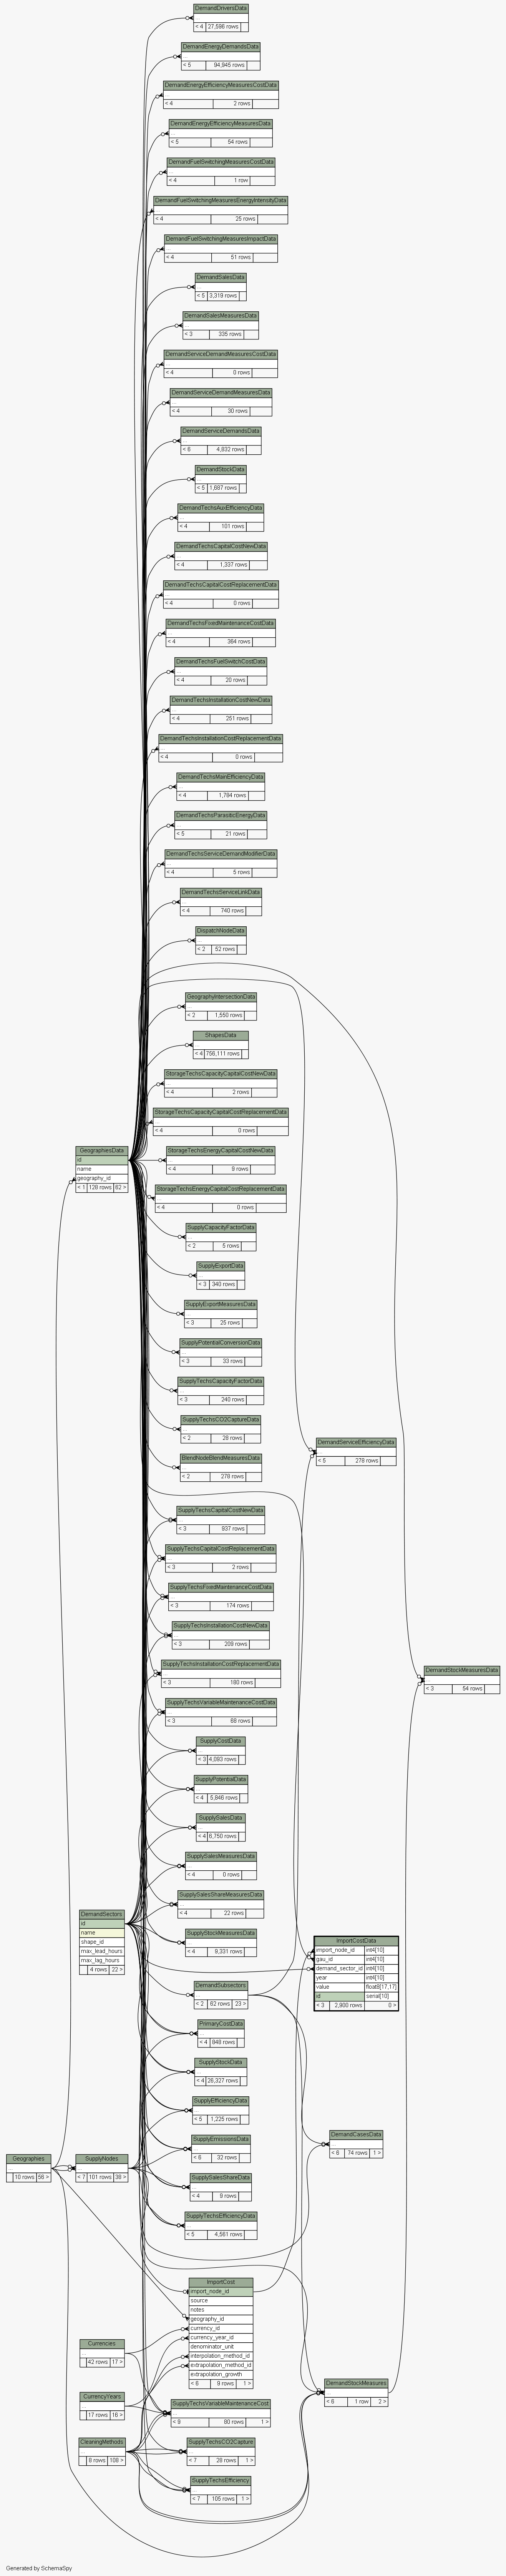 DemandDriversData
...
< 4 27,596 rows
DemandEnergyDemandsData
...
< 5 94,945 rows
DemandEnergyEfficiencyMeasuresCostData
...
< 4 2 rows
DemandEnergyEfficiencyMeasuresData
...
< 5 54 rows
DemandFuelSwitchingMeasuresCostData
...
< 4 1 row
DemandFuelSwitchingMeasuresEnergyIntensityData
...
< 4 25 rows
DemandFuelSwitchingMeasuresImpactData
...
< 4 51 rows
DemandSalesData
...
< 5 3,319 rows
DemandSalesMeasuresData
...
< 3 335 rows
DemandServiceDemandMeasuresCostData
...
< 4 0 rows
DemandServiceDemandMeasuresData
...
< 4 30 rows
DemandServiceDemandsData
...
< 6 4,832 rows
DemandStockData
...
< 5 1,687 rows
DemandTechsAuxEfficiencyData
...
< 4 101 rows
DemandTechsCapitalCostNewData
...
< 4 1,337 rows
DemandTechsCapitalCostReplacementData
...
< 4 0 rows
DemandTechsFixedMaintenanceCostData
...
< 4 364 rows
DemandTechsFuelSwitchCostData
...
< 4 20 rows
DemandTechsInstallationCostNewData
...
< 4 251 rows
DemandTechsInstallationCostReplacementData
...
< 4 0 rows
DemandTechsMainEfficiencyData
...
< 4 1,784 rows
DemandTechsParasiticEnergyData
...
< 5 21 rows
DemandTechsServiceDemandModifierData
...
< 4 5 rows
DemandTechsServiceLinkData
...
< 4 740 rows
DispatchNodeData
...
< 2 52 rows
GeographyIntersectionData
...
< 2 1,550 rows
ShapesData
...
< 4 756,111 rows
StorageTechsCapacityCapitalCostNewData
...
< 4 2 rows
StorageTechsCapacityCapitalCostReplacementData
...
< 4 0 rows
GeographiesData
id
name
geography_id
< 1 128 rows 62 >
StorageTechsEnergyCapitalCostNewData
...
< 4 9 rows
StorageTechsEnergyCapitalCostReplacementData
...
< 4 0 rows
SupplyCapacityFactorData
...
< 2 5 rows
SupplyExportData
...
< 3 340 rows
SupplyExportMeasuresData
...
< 3 25 rows
SupplyPotentialConversionData
...
< 3 33 rows
SupplyTechsCapacityFactorData
...
< 3 240 rows
SupplyTechsCO2CaptureData
...
< 2 28 rows
DemandServiceEfficiencyData
...
< 5 278 rows
BlendNodeBlendMeasuresData
...
< 2 278 rows
SupplyTechsCapitalCostNewData
...
< 3 937 rows
SupplyTechsCapitalCostReplacementData
...
< 3 2 rows
SupplyTechsFixedMaintenanceCostData
...
< 3 174 rows
SupplyTechsInstallationCostNewData
...
< 3 209 rows
SupplyTechsInstallationCostReplacementData
...
< 3 180 rows
DemandStockMeasuresData
...
< 3 54 rows
SupplyTechsVariableMaintenanceCostData
...
< 3 68 rows
SupplyCostData
...
< 3 4,093 rows
SupplyPotentialData
...
< 4 5,846 rows
SupplySalesData
...
< 4 6,750 rows
SupplySalesMeasuresData
...
< 4 0 rows
SupplySalesShareMeasuresData
...
< 4 22 rows
DemandSectors
id
name
shape_id
max_lead_hours
max_lag_hours
4 rows 22 >
SupplyStockMeasuresData
...
< 4 9,331 rows
ImportCostData
import_node_id int4[10]
gau_id int4[10]
demand_sector_id int4[10]
year int4[10]
value float8[17,17]
id serial[10]
< 3 2,900 rows 0 >
DemandSubsectors
...
< 2 62 rows 23 >
PrimaryCostData
...
< 4 848 rows
SupplyStockData
...
< 4 26,327 rows
SupplyEfficiencyData
...
< 5 1,225 rows
DemandCasesData
...
< 6 74 rows 1 >
SupplyEmissionsData
...
< 6 32 rows
Geographies
...
10 rows 56 >
SupplyNodes
...
< 7 101 rows 38 >
SupplySalesShareData
...
< 4 9 rows
SupplyTechsEfficiencyData
...
< 5 4,561 rows
ImportCost
import_node_id
source
notes
geography_id
currency_id
currency_year_id
denominator_unit
interpolation_method_id
extrapolation_method_id
extrapolation_growth
< 6 9 rows 1 >
Currencies
...
42 rows 17 >
CurrencyYears
...
17 rows 16 >
DemandStockMeasures
...
< 6 1 row 2 >
SupplyTechsVariableMaintenanceCost
...
< 9 80 rows 1 >
CleaningMethods
...
8 rows 108 >
SupplyTechsCO2Capture
...
< 7 28 rows 1 >
SupplyTechsEfficiency
...
< 7 105 rows 1 >
Generated by SchemaSpy